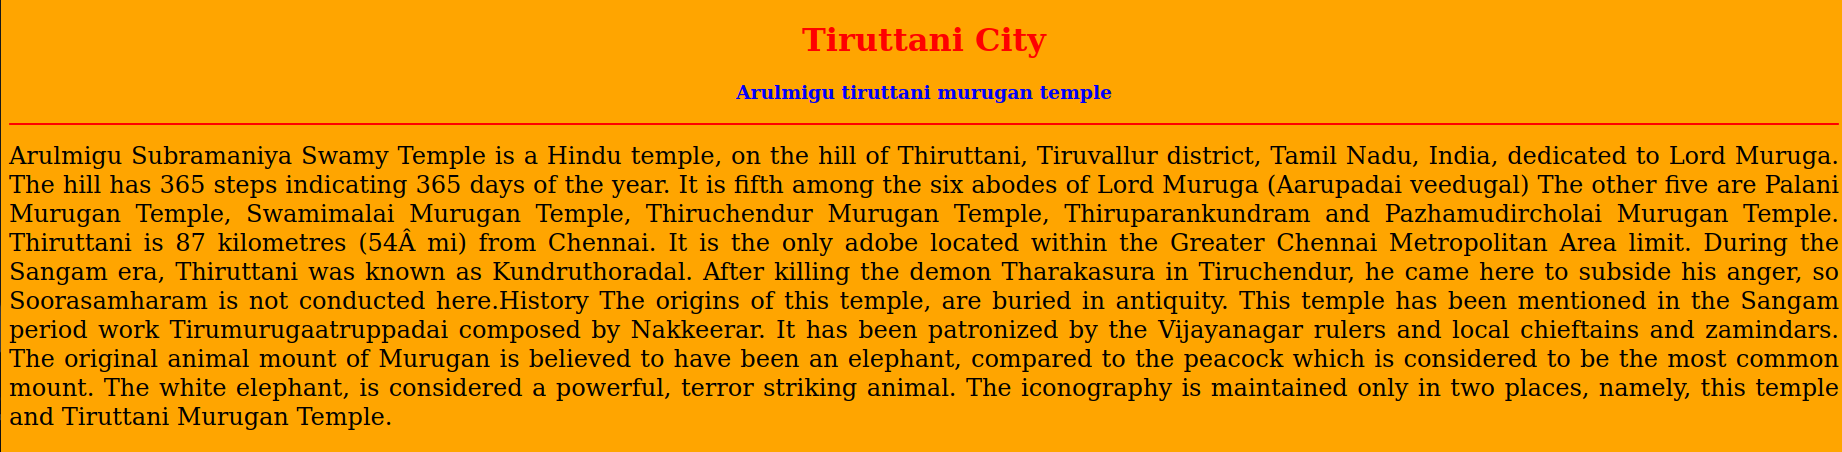 Tiruttani City
Arulmigu tiruttani murugan temple
Arulmigu Subramaniya Swamy Temple is a Hindu temple, on the hill of Thiruttani, Tiruvallur district, Tamil Nadu, India, dedicated to Lord Muruga.
The hill has 365 steps indicating 365 days of the year. It is fifth among the six abodes of Lord Muruga (Aarupadai veedugal) The other five are Palani
Murugan Temple, Swamimalai Murugan Temple, Thiruchendur Murugan Temple, Thiruparankundram and Pazhamudircholai Murugan Temple.
Thiruttani is 87 kilometres (54Â mi) from Chennai. It is the only adobe located within the Greater Chennai Metropolitan Area limit. During the
Sangam era, Thiruttani was known as Kundruthoradal. After killing the demon Tharakasura in Tiruchendur, he came here to subside his anger, so
Soorasamharam is not conducted here.History The origins of this temple, are buried in antiquity. This temple has been mentioned in the Sangam
period work Tirumurugaatruppadai composed by Nakkeerar. It has been patronized by the Vijayanagar rulers and local chieftains and zamindars.
The original animal mount of Murugan is believed to have been an elephant, compared to the peacock which is considered to be the most common
mount. The white elephant, is considered a powerful, terror striking animal. The iconography is maintained only in two places, namely, this temple
and Tiruttani Murugan Temple.